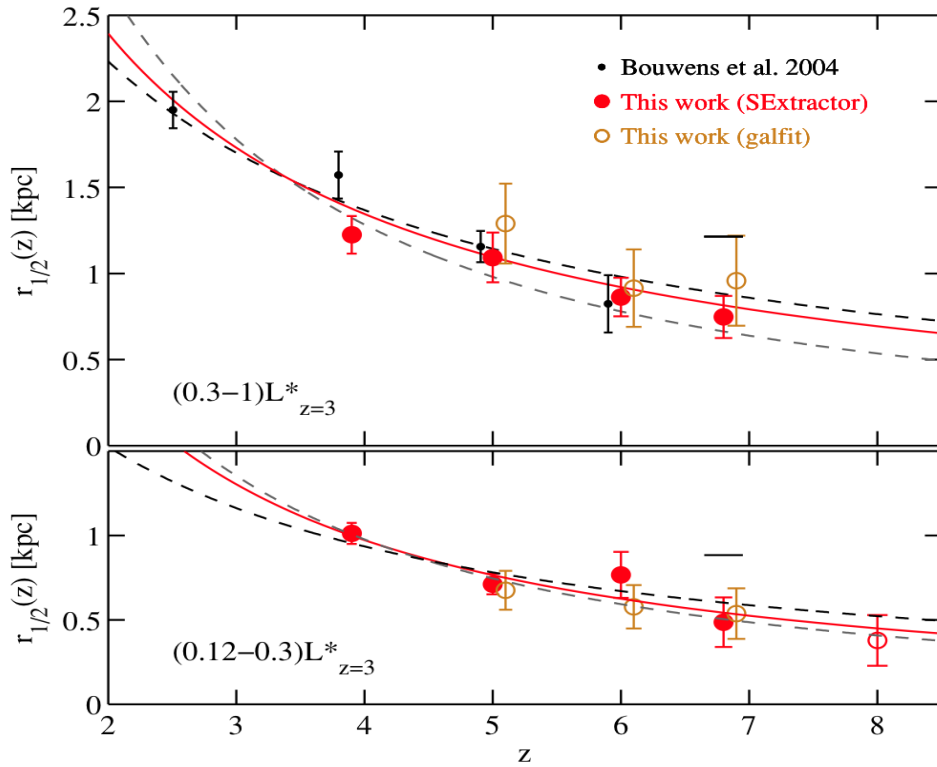 2.5
2
1.5
1
0.5
0
r1/2(z) [kpc]
Bouwens et al. 2004
This work (SExtractor)
This work (galfit)
(0.3−1)L*z=3
1
0.5
0
r1/2(z) [kpc]
(0.12−0.3)L*z=3
2 3 4 5 6 7 8
z